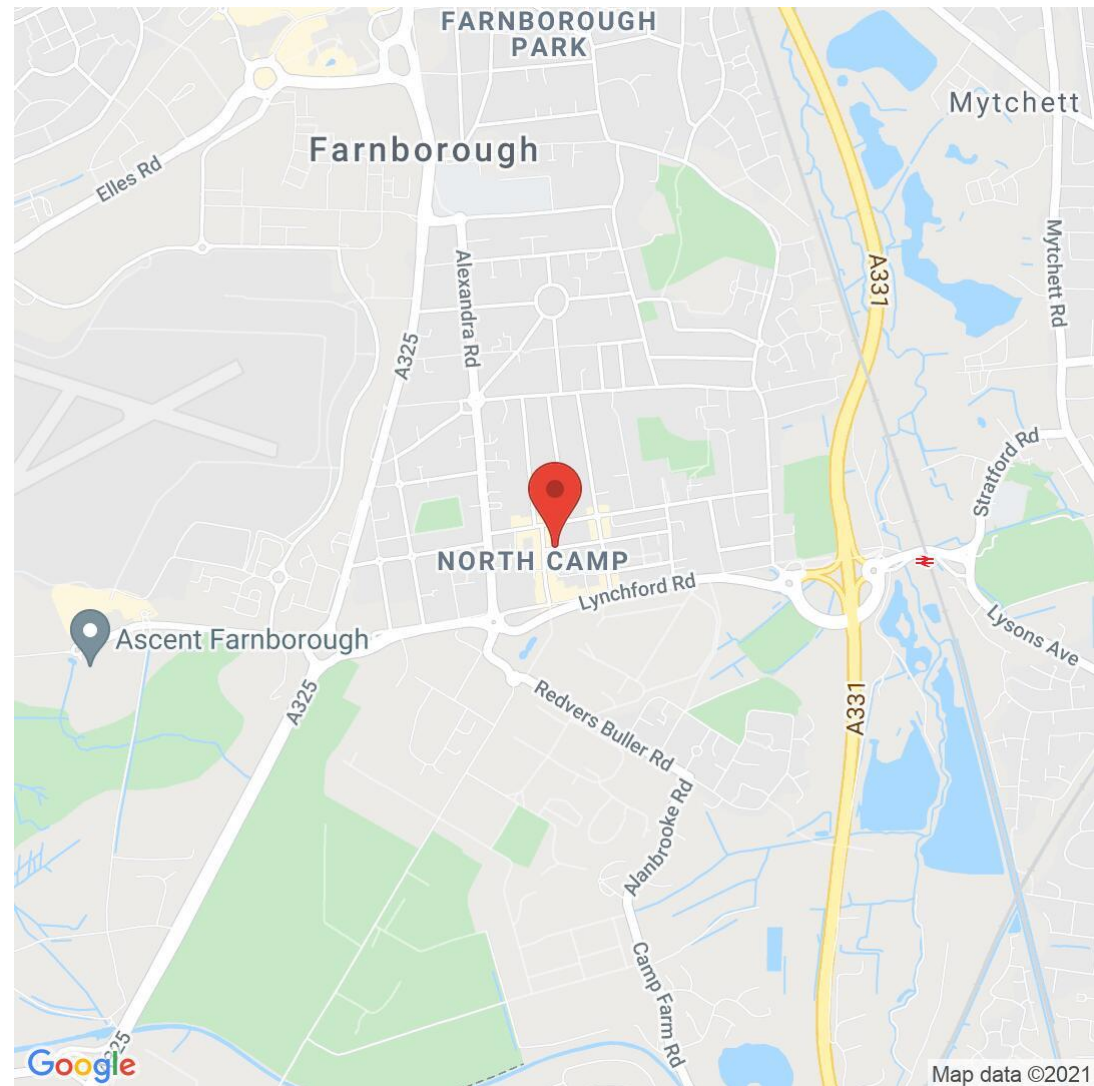 FARNBOROUGH
PARK
Mytchett
Farnborough
Elles Rd
Alexandra Rd
A331
Mytchett Rd
A325
Stratford Rd
NORTH CAMP
Lynchford Rd
Lysons Ave
Ascent Farnborough
A325
A331
Redvers Buller Rd
Alanbrooke Rd
Camp Farm Rd
Google
Map data ©2021